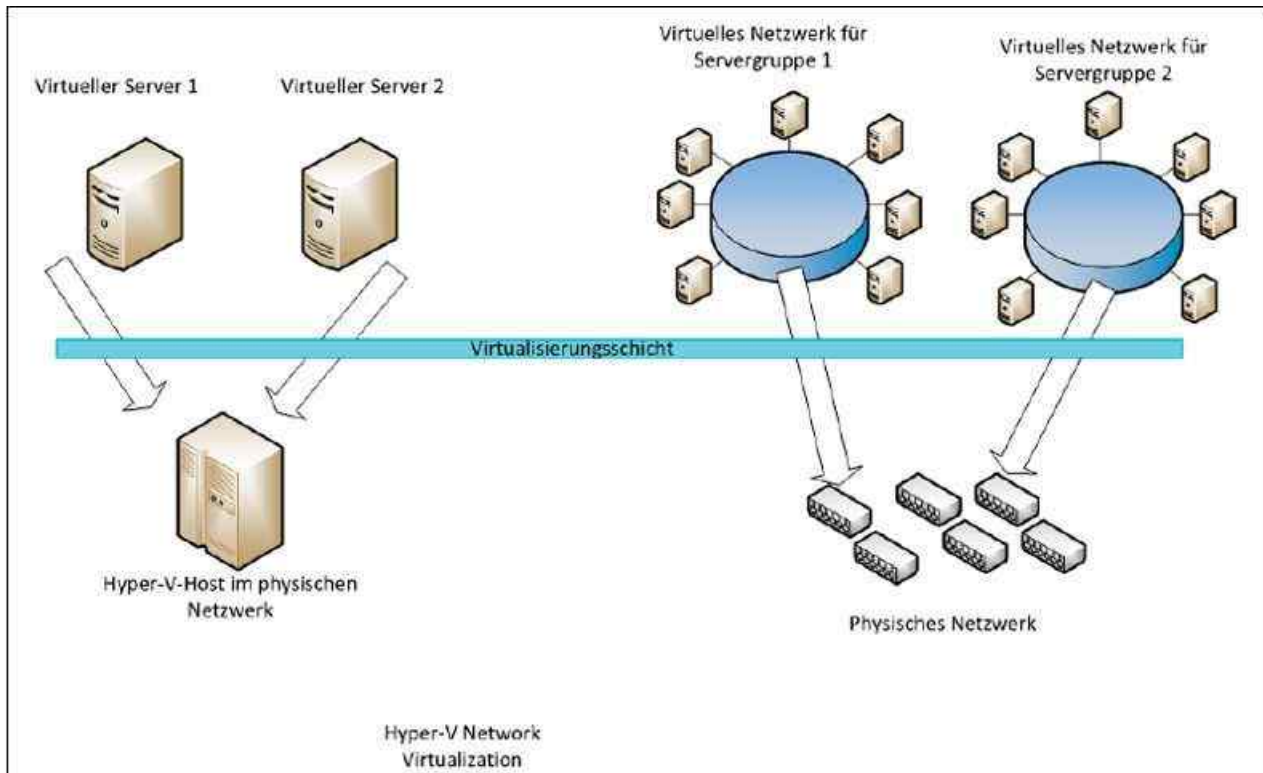 Virtueller Server 1
Virtueller Server 2
Virtuelles Netzwerk für
Servergruppe 1
Virtuelles Netzwerk für
Servergruppe 2
Virtualisierungsschicht
Hyper-V-Host im physischen
Netzwerk
Physisches Netzwerk
Hyper-V Network
Virtualization